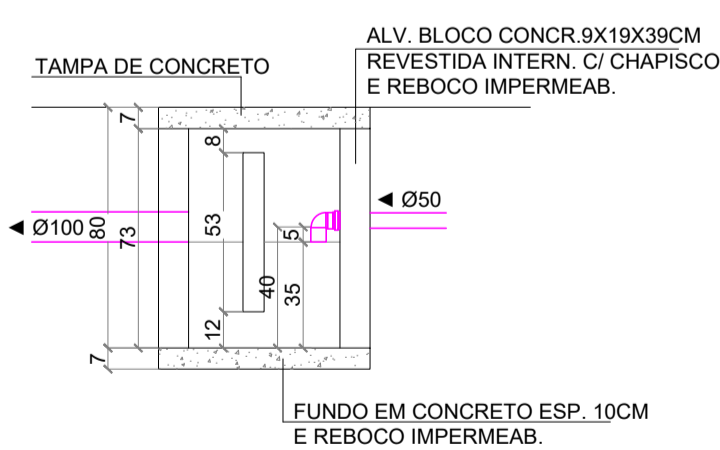 ALV. BLOCO CONCR.9X19X39CM
REVESTIDA INTERN. C/ CHAPISCO
E REBOCO IMPERMEAB.
TAMPA DE CONCRETO
7
8
◄ Ø50
◄ Ø100
80
73
53
5
40
35
12
7
FUNDO EM CONCRETO ESP. 10CM
E REBOCO IMPERMEAB.